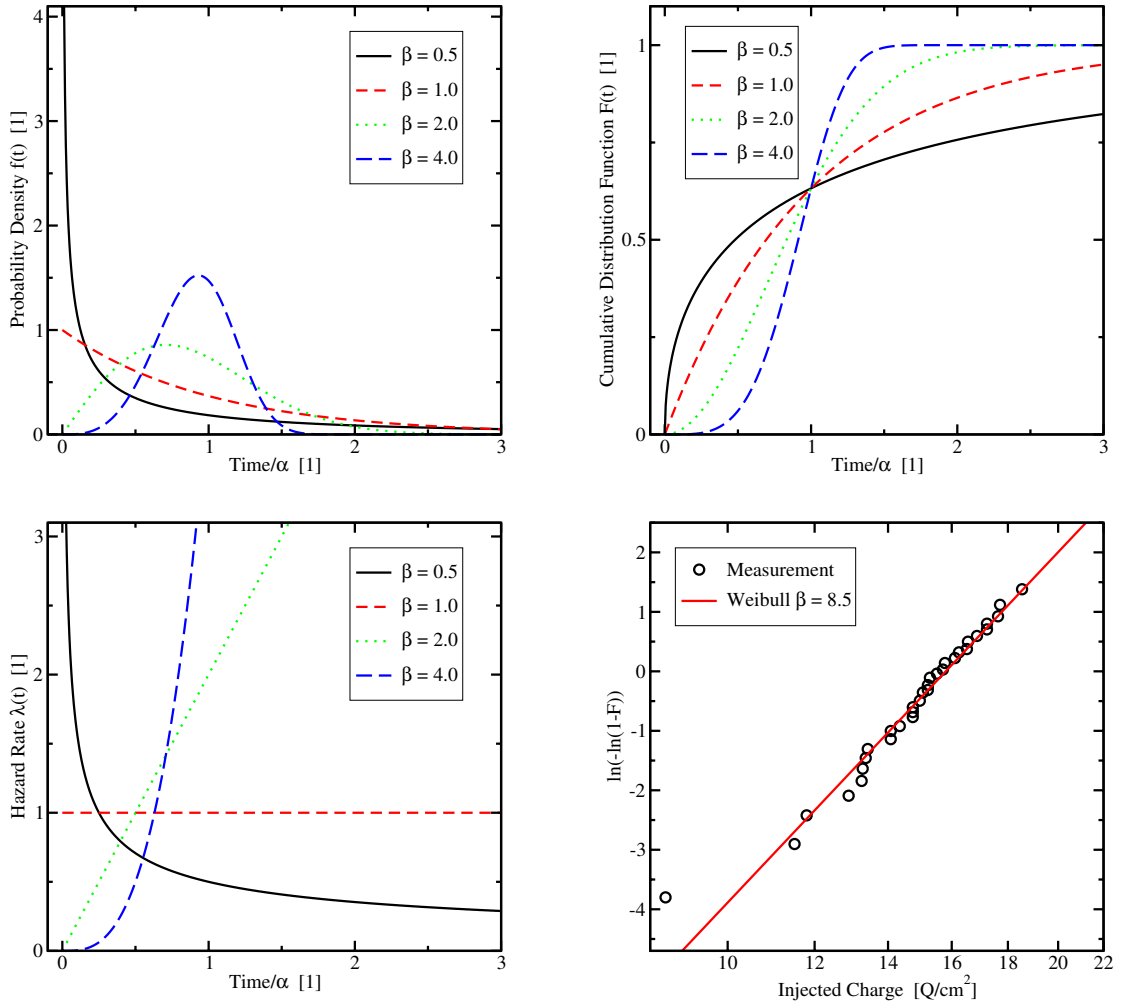 Probability Density f(t) [1]
4
3
2
1
0
β = 0.5
β = 1.0
β = 2.0
β = 4.0
0 1 2 3
Time/α [1]
Cumulative Distribution Function F(t) [1]
1
0.5
0
β = 0.5
β = 1.0
β = 2.0
β = 4.0
0 1 2 3
Time/α [1]
Hazard Rate λ(t) [1]
3
2
1
0
β = 0.5
β = 1.0
β = 2.0
β = 4.0
0 1 2 3
Time/α [1]
ln(-ln(1-F))
2
1
0
-1
-2
-3
-4
Measurement
Weibull β = 8.5
10 12 14 16 18 20 22
Injected Charge [Q/cm²]